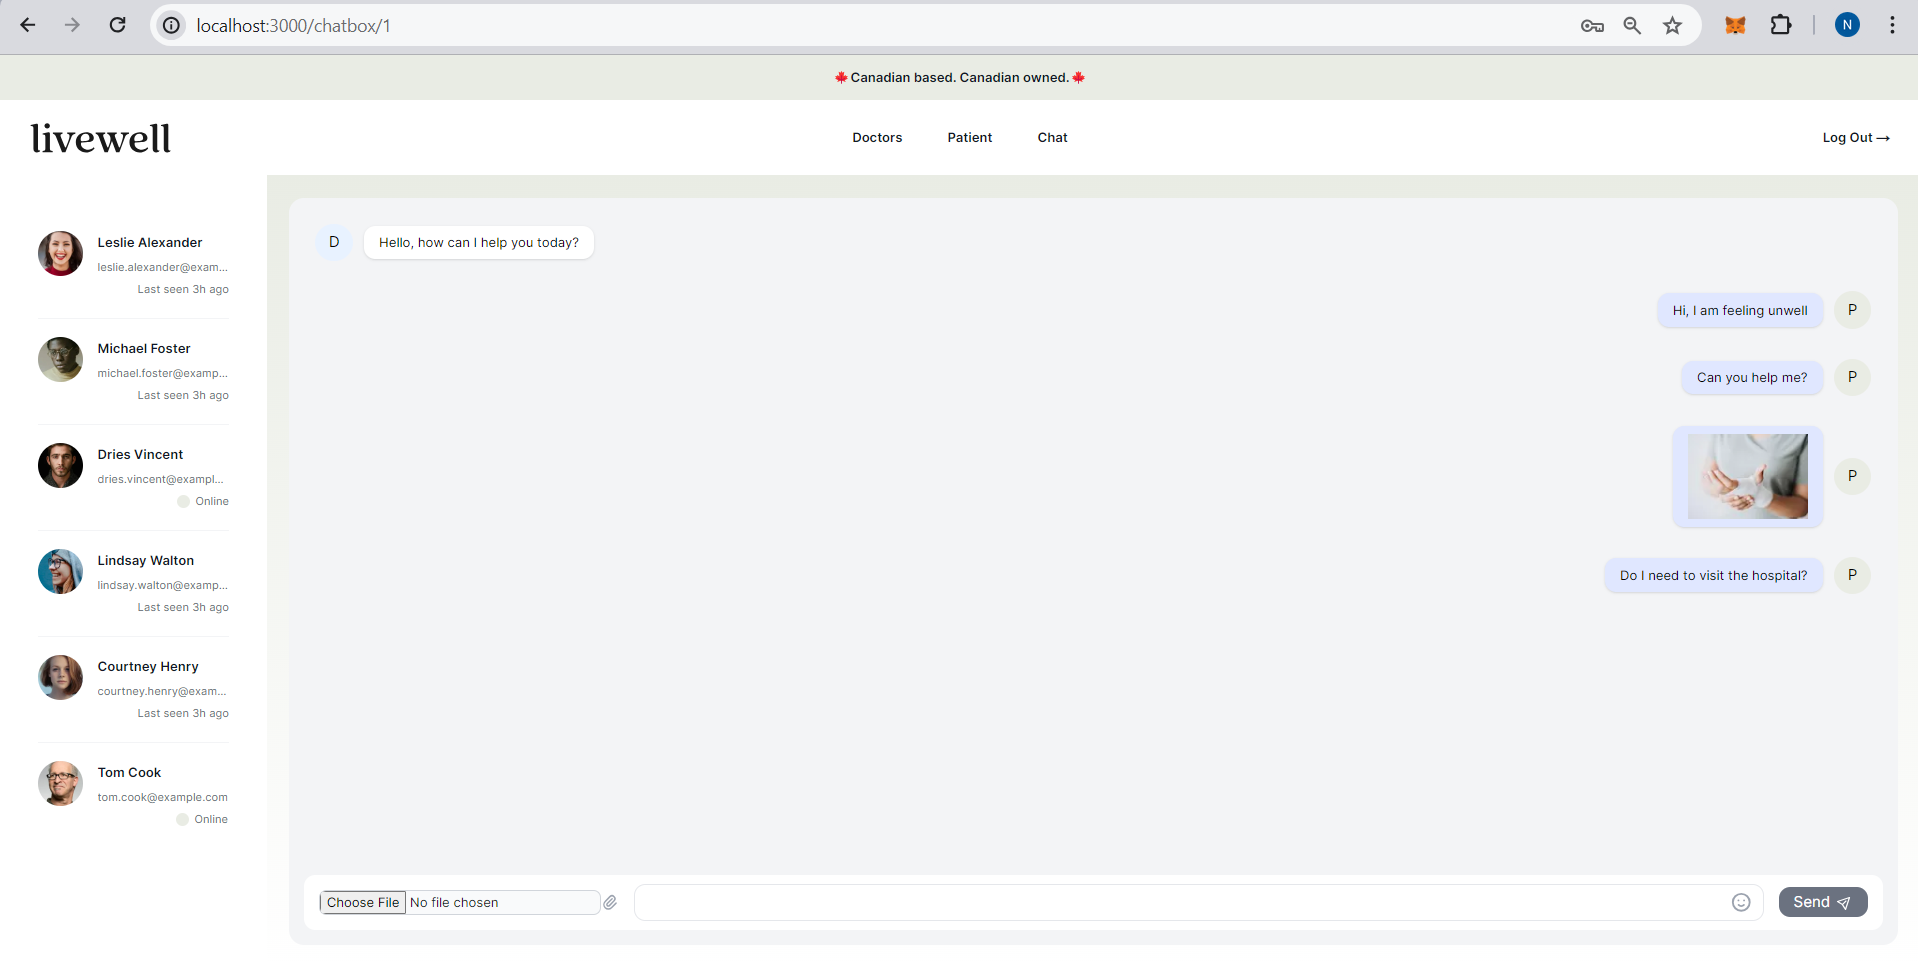 localhost:3000/chatbox/1
N
Canadian based. Canadian owned.
livewell
Doctors
Patient
Chat
Log Out →
Leslie Alexander
leslie.alexander@exam...
Last seen 3h ago
Michael Foster
michael.foster@examp...
Last seen 3h ago
Dries Vincent
dries.vincent@exampl...
Online
Lindsay Walton
lindsay.walton@examp...
Last seen 3h ago
Courtney Henry
courtney.henry@exam...
Last seen 3h ago
Tom Cook
tom.cook@example.com
Online
D
Hello, how can I help you today?
Hi, I am feeling unwell
P
Can you help me?
P
P
Do I need to visit the hospital?
P
Choose File No file chosen
Send